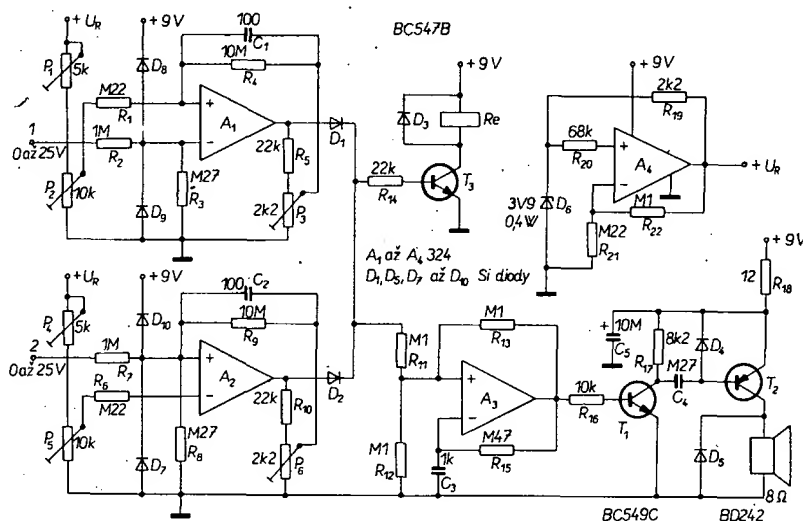 +U_R
P1 5k
+9V
D8
100
C1
10M
R4
BC547B
+9V
M22
R1
+
A1
-
1
0 až 25V
1M
R2
22k
R5
D1
P2 10k
M27
R3
D9
2k2
P3
22k
R14
D3
Re
T3
+9V
2k2
R19
68k
R20
+
A4
-
+U_R
3V9
0,4W
D6
M1
R22
M22
R21
A1 až A4 324
D1, D5, D7 až D10 Si diody
+U_R
P4 5k
+9V
D10
100
C2
10M
R9
2
0 až 25V
1M
R7
R6
M22
+
A2
-
22k
R10
D2
P5 10k
M27
R8
D7
2k2
P6
M1
R11
M1
R12
M1
R13
+
A3
-
M47
R15
1k
C3
10k
R16
+
10M
C5
8k2
R17
M27
C4
D4
+9V
12
R18
T1
T2
D5
8Ω
BC549C
BD242